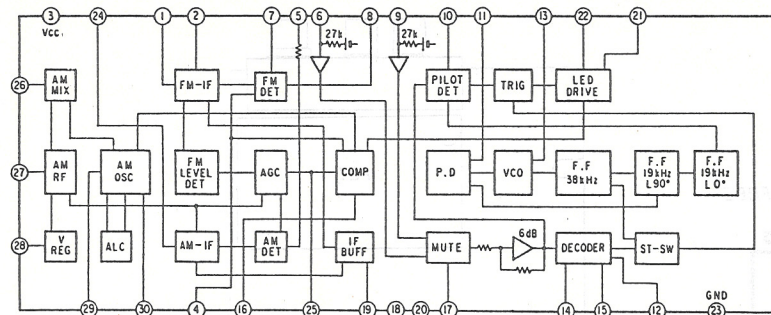 3 24 1 2 7 5 6 8 9 10 11 13 22 21
Vcc.
27k 27k
26 AM MIX FM-IF FM DET PILOT DET TRIG LED DRIVE
27 AM RF AM OSC FM LEVEL DET AGC COMP P.D VCO F.F 38kHz F.F 19kHz L90° F.F 19kHz L0°
6dB
28 V REG ALC AM-IF AM DET IF BUFF MUTE DECODER ST-SW
GND
29 30 4 16 25 19 18 20 17 14 15 12 23